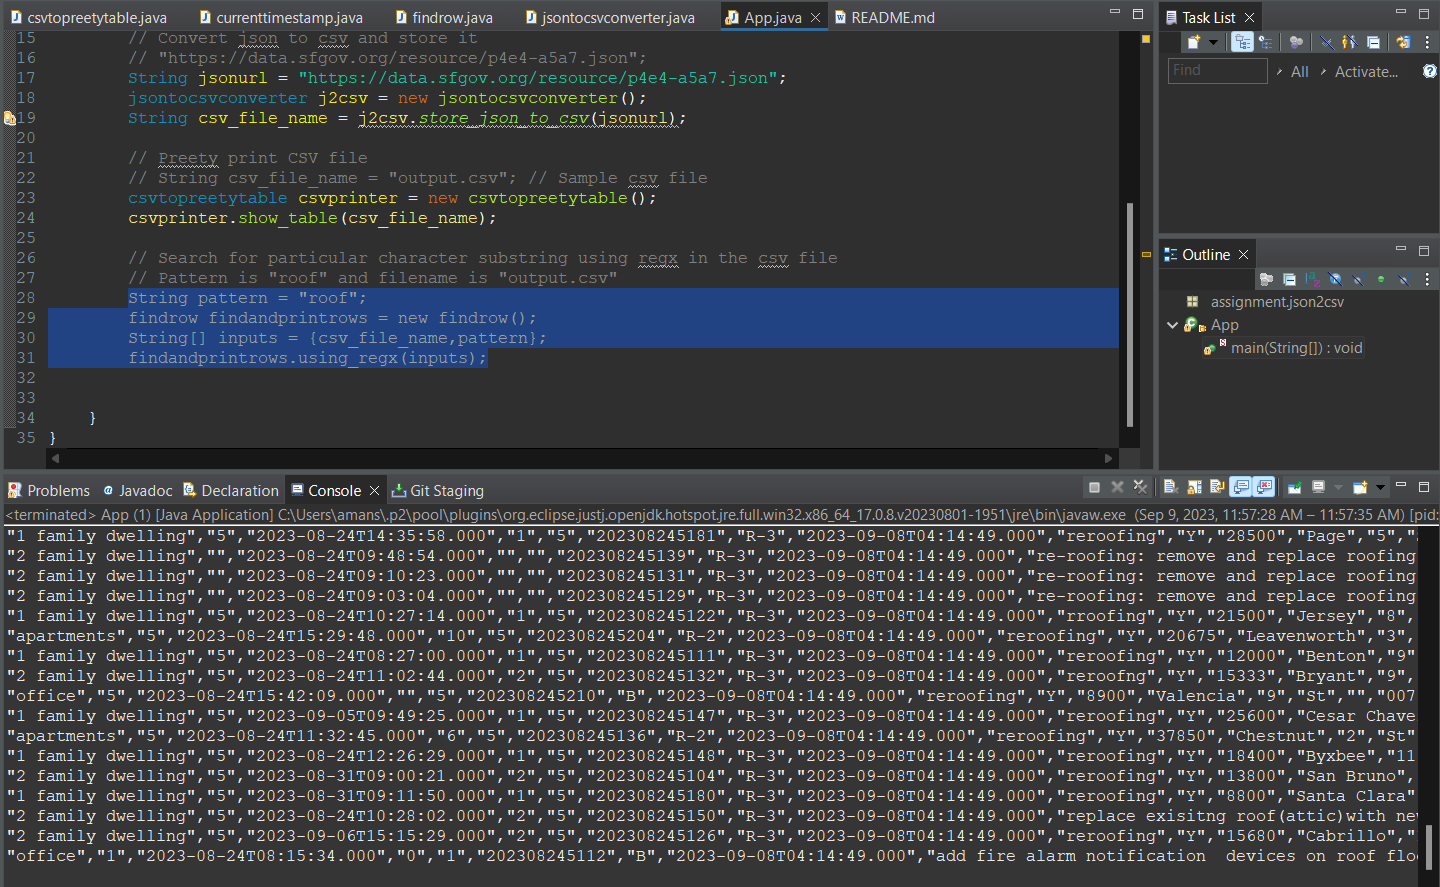 csvtopreetytable.java currenttimestamp.java findrow.java jsontocsvconverter.java App.java README.md
Task List
Find All Activate...
15 // Convert json to csv and store it
16 // "https://data.sfgov.org/resource/p4e4-a5a7.json";
17 String jsonurl = "https://data.sfgov.org/resource/p4e4-a5a7.json";
18 jsontocsvconverter j2csv = new jsontocsvconverter();
19 String csv_file_name = j2csv.store_json_to_csv(jsonurl);
20
21 // Preety print CSV file
22 // String csv_file_name = "output.csv"; // Sample csv file
23 csvtopreetytable csvprinter = new csvtopreetytable();
24 csvprinter.show_table(csv_file_name);
25
26 // Search for particular character substring using regx in the csv file
27 // Pattern is "roof" and filename is "output.csv"
28 String pattern = "roof";
29 findrow findandprintrows = new findrow();
30 String[] inputs = {csv_file_name,pattern};
31 findandprintrows.using_regx(inputs);
32
33
34 }
35 }
Outline
assignment.json2csv
App
main(String[]) : void
Problems Javadoc Declaration Console Git Staging
<terminated> App (1) [Java Application] C:\Users\amans\.p2\pool\plugins\org.eclipse.justj.openjdk.hotspot.jre.full.win32.x86_64_17.0.8.v20230801-1951\jre\bin\javaw.exe (Sep 9, 2023, 11:57:28 AM – 11:57:35 AM) [pid:
"1 family dwelling","5","2023-08-24T14:35:58.000","1","5","202308245181","R-3","2023-09-08T04:14:49.000","reroofing","Y","28500","Page","5",
"2 family dwelling","","2023-08-24T09:48:54.000","","","202308245139","R-3","2023-09-08T04:14:49.000","re-roofing: remove and replace roofing
"2 family dwelling","","2023-08-24T09:10:23.000","","","202308245131","R-3","2023-09-08T04:14:49.000","re-roofing: remove and replace roofing
"2 family dwelling","","2023-08-24T09:03:04.000","","","202308245129","R-3","2023-09-08T04:14:49.000","re-roofing: remove and replace roofing
"1 family dwelling","5","2023-08-24T10:27:14.000","1","5","202308245122","R-3","2023-09-08T04:14:49.000","rroofing","Y","21500","Jersey","8",
"apartments","5","2023-08-24T15:29:48.000","10","5","202308245204","R-2","2023-09-08T04:14:49.000","reroofing","Y","20675","Leavenworth","3",
"1 family dwelling","5","2023-08-24T08:27:00.000","1","5","202308245111","R-3","2023-09-08T04:14:49.000","reroofing","Y","12000","Benton","9"
"2 family dwelling","5","2023-08-24T11:02:44.000","2","5","202308245132","R-3","2023-09-08T04:14:49.000","reroofng","Y","15333","Bryant","9",
"office","5","2023-08-24T15:42:09.000","","5","202308245210","B","2023-09-08T04:14:49.000","reroofing","Y","8900","Valencia","9","St","","007
"1 family dwelling","5","2023-09-05T09:49:25.000","1","5","202308245147","R-3","2023-09-08T04:14:49.000","reroofing","Y","25600","Cesar Chave
"apartments","5","2023-08-24T11:32:45.000","6","5","202308245136","R-2","2023-09-08T04:14:49.000","reroofing","Y","37850","Chestnut","2","St"
"1 family dwelling","5","2023-08-24T12:26:29.000","1","5","202308245148","R-3","2023-09-08T04:14:49.000","reroofing","Y","18400","Byxbee","11
"2 family dwelling","5","2023-08-31T09:00:21.000","2","5","202308245104","R-3","2023-09-08T04:14:49.000","reroofing","Y","13800","San Bruno",
"1 family dwelling","5","2023-08-31T09:11:50.000","1","5","202308245180","R-3","2023-09-08T04:14:49.000","reroofing","Y","8800","Santa Clara"
"2 family dwelling","5","2023-08-24T10:28:02.000","2","5","202308245150","R-3","2023-09-08T04:14:49.000","replace exisitng roof(attic)with new
"2 family dwelling","5","2023-09-06T15:15:29.000","2","5","202308245126","R-3","2023-09-08T04:14:49.000","reroofing","Y","15680","Cabrillo","
"office","1","2023-08-24T08:15:34.000","0","1","202308245112","B","2023-09-08T04:14:49.000","add fire alarm notification  devices on roof floo